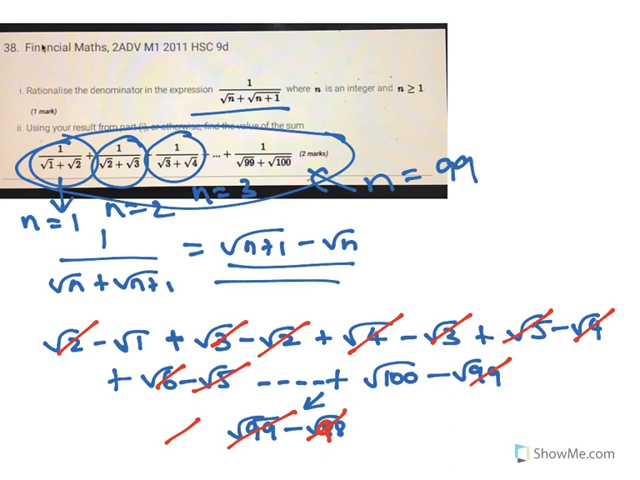 38. Financial Maths, 2ADV M1 2011 HSC 9d
i. Rationalise the denominator in the expression 1/(√n + √n+1) where n is an integer and n ≥ 1
(1 mark)
ii. Using your result from part (i), or otherwise, find the value of the sum
1/(√1 + √2) + 1/(√2 + √3) + 1/(√3 + √4) + ... + 1/(√99 + √100) (2 marks)
n=1 n=2 n=3 n=99
1/(√n + √n+1) = √n+1 - √n
√2 - √1 + √3 - √2 + √4 - √3 + √5 - √4
+ √6 - √5 ----- + √100 - √99
√99 - √98
ShowMe.com